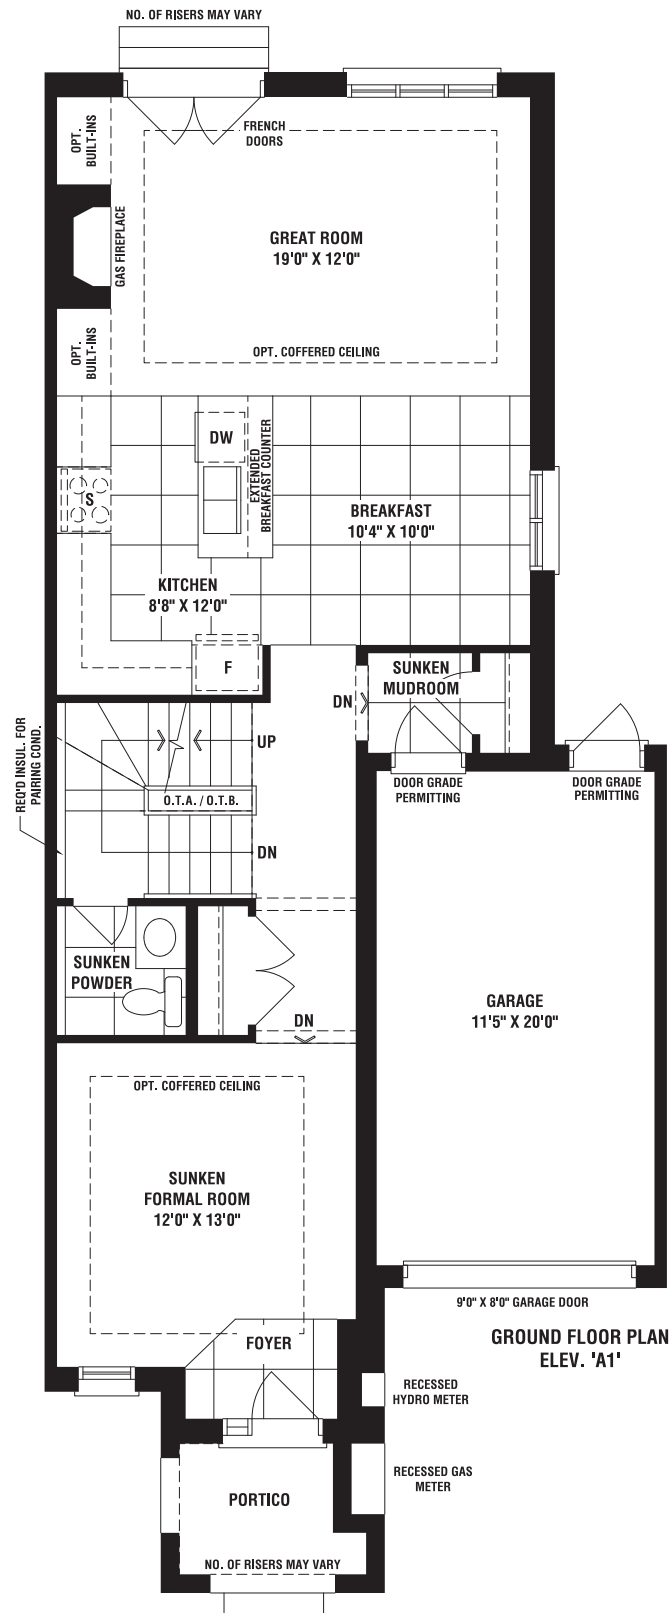 NO. OF RISERS MAY VARY
OPT.
BUILT-INS
FRENCH
DOORS
GAS FIREPLACE
GREAT ROOM
19'0" X 12'0"
OPT.
BUILT-INS
OPT. COFFERED CEILING
DW
EXTENDED
BREAKFAST COUNTER
S
BREAKFAST
10'4" X 10'0"
KITCHEN
8'8" X 12'0"
F
SUNKEN
MUDROOM
DN
REQ'D INSUL. FOR
PAIRING COND.
UP
DOOR GRADE
PERMITTING
DOOR GRADE
PERMITTING
O.T.A. / O.T.B.
DN
SUNKEN
POWDER
DN
GARAGE
11'5" X 20'0"
OPT. COFFERED CEILING
SUNKEN
FORMAL ROOM
12'0" X 13'0"
9'0" X 8'0" GARAGE DOOR
FOYER
GROUND FLOOR PLAN
ELEV. 'A1'
RECESSED
HYDRO METER
RECESSED GAS
METER
PORTICO
NO. OF RISERS MAY VARY